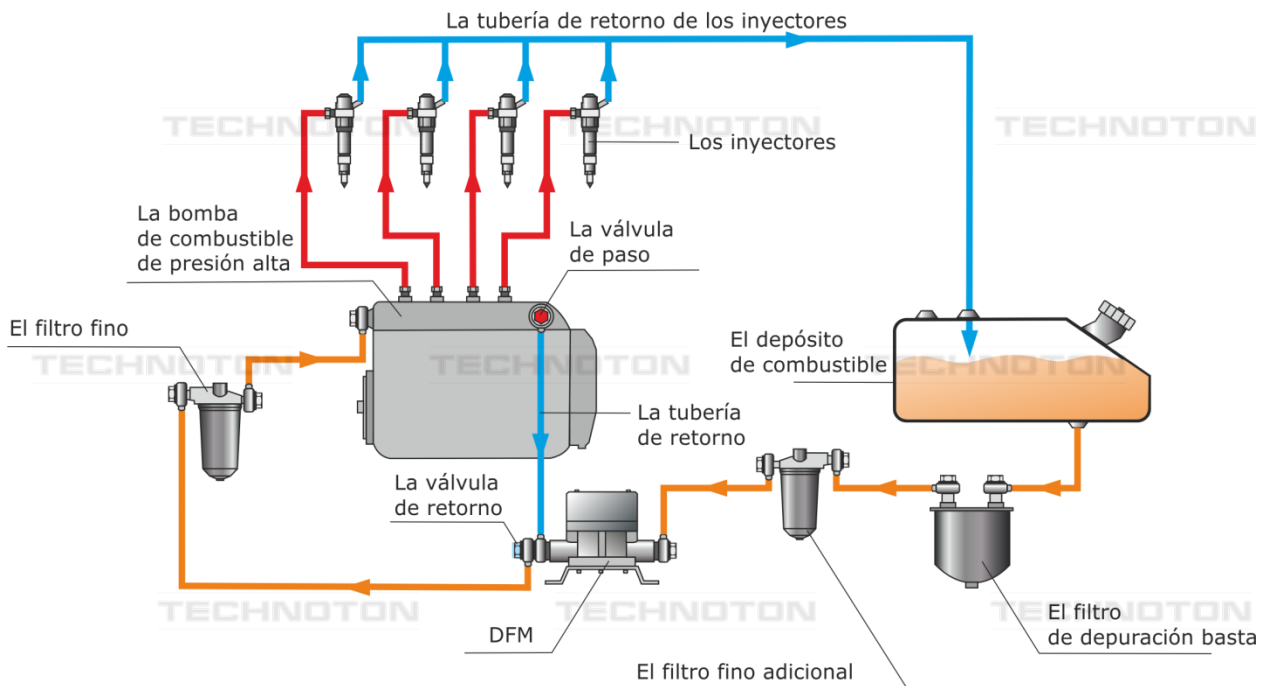 La tubería de retorno de los inyectores
TECHNOTON
TECHNOTON
TECHNOTON
Los inyectores
La bomba
de combustible
de presión alta
La válvula
de paso
El filtro fino
El depósito
de combustible
TECHNOTON
TECHNOTON
TECHNOTON
La tubería
de retorno
La válvula
de retorno
TECHNOTON
TECHNOTON
TECHNOTON
DFM
El filtro
de depuración basta
El filtro fino adicional